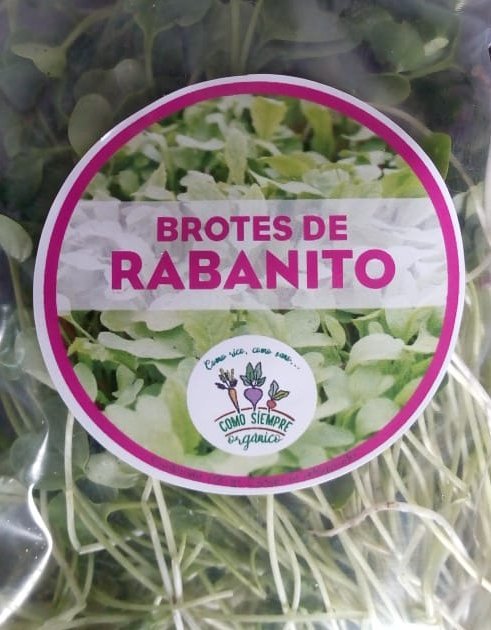 BROTES DE
RABANITO
Como rico, como sano...
COMO SIEMPRE
orgánico